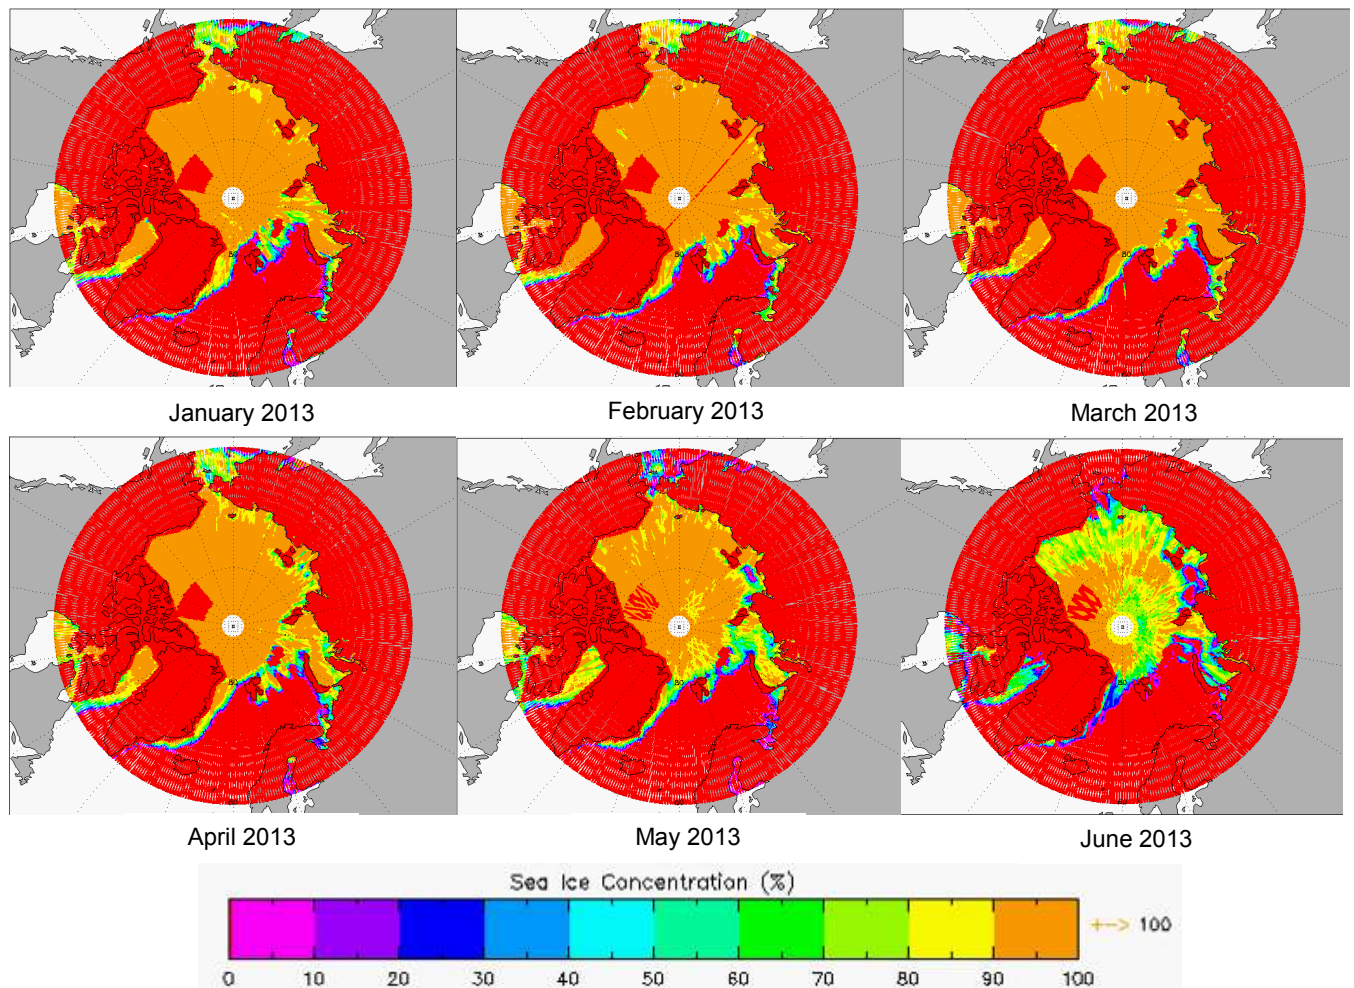 January 2013
February 2013
March 2013
April 2013
May 2013
June 2013
Sea Ice Concentration (%)
+--> 100
0 10 20 30 40 50 60 70 80 90 100